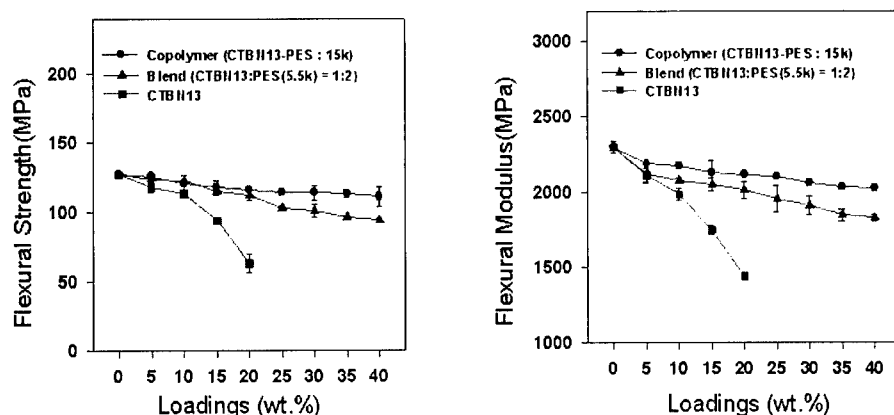 Flexural Strength(MPa)
200
150
100
50
0
Copolymer (CTBN13-PES : 15k)
Blend (CTBN13:PES(5.5k) = 1:2)
CTBN13
0 5 10 15 20 25 30 35 40
Loadings (wt.%)
Flexural Modulus(MPa)
3000
2500
2000
1500
1000
Copolymer (CTBN13-PES : 15k)
Blend (CTBN13:PES(5.5k) = 1:2)
CTBN13
0 5 10 15 20 25 30 35 40
Loadings (wt.%)